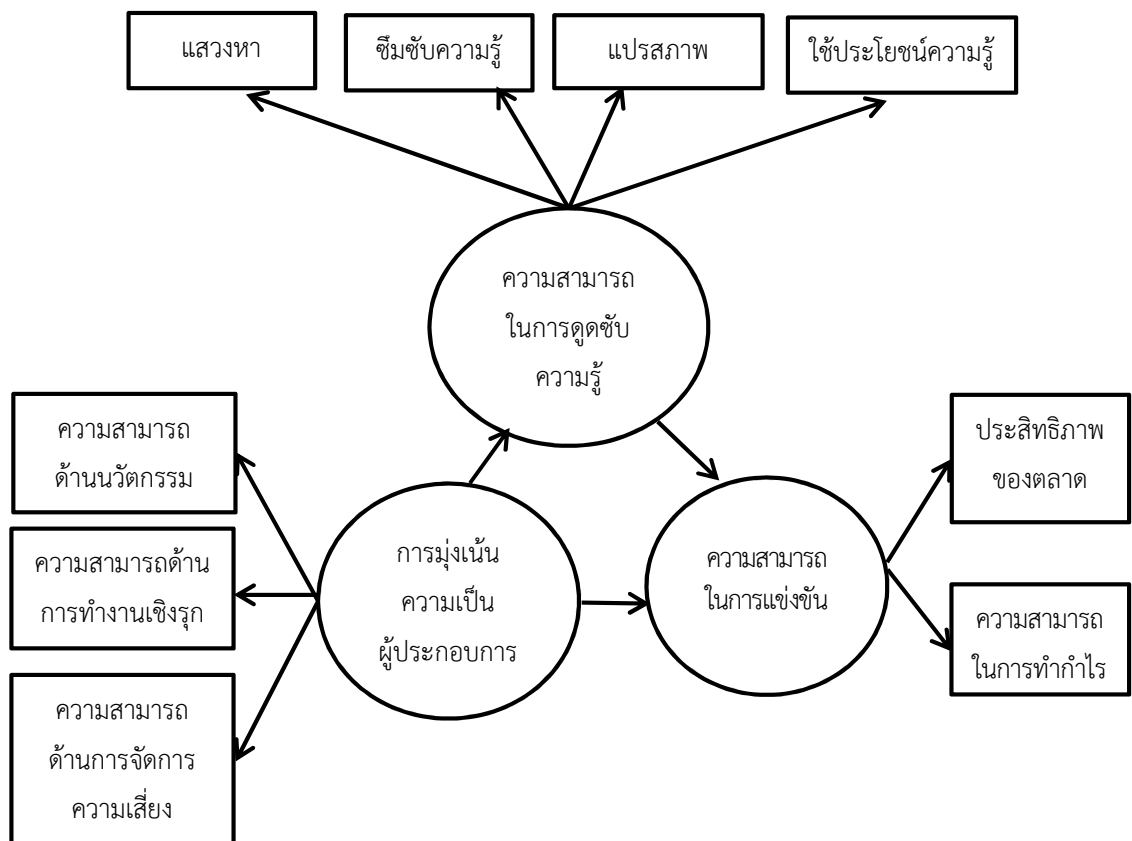 แสวงหา
ซึมซับความรู้
แปรสภาพ
ใช้ประโยชน์ความรู้
ความสามารถ
ในการดูดซับ
ความรู้
ความสามารถ
ด้านนวัตกรรม
ความสามารถด้าน
การทำงานเชิงรุก
ความสามารถ
ด้านการจัดการ
ความเสี่ยง
การมุ่งเน้น
ความเป็น
ผู้ประกอบการ
ความสามารถ
ในการแข่งขัน
ประสิทธิภาพ
ของตลาด
ความสามารถ
ในการทำกำไร